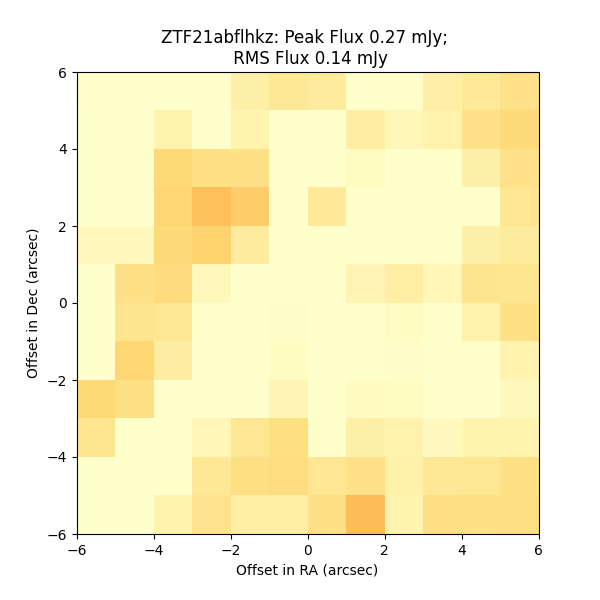 ZTF21abflhkz: Peak Flux 0.27 mJy;
RMS Flux 0.14 mJy
6
4
2
0
−2
−4
−6
Offset in Dec (arcsec)
−6 −4 −2 0 2 4 6
Offset in RA (arcsec)